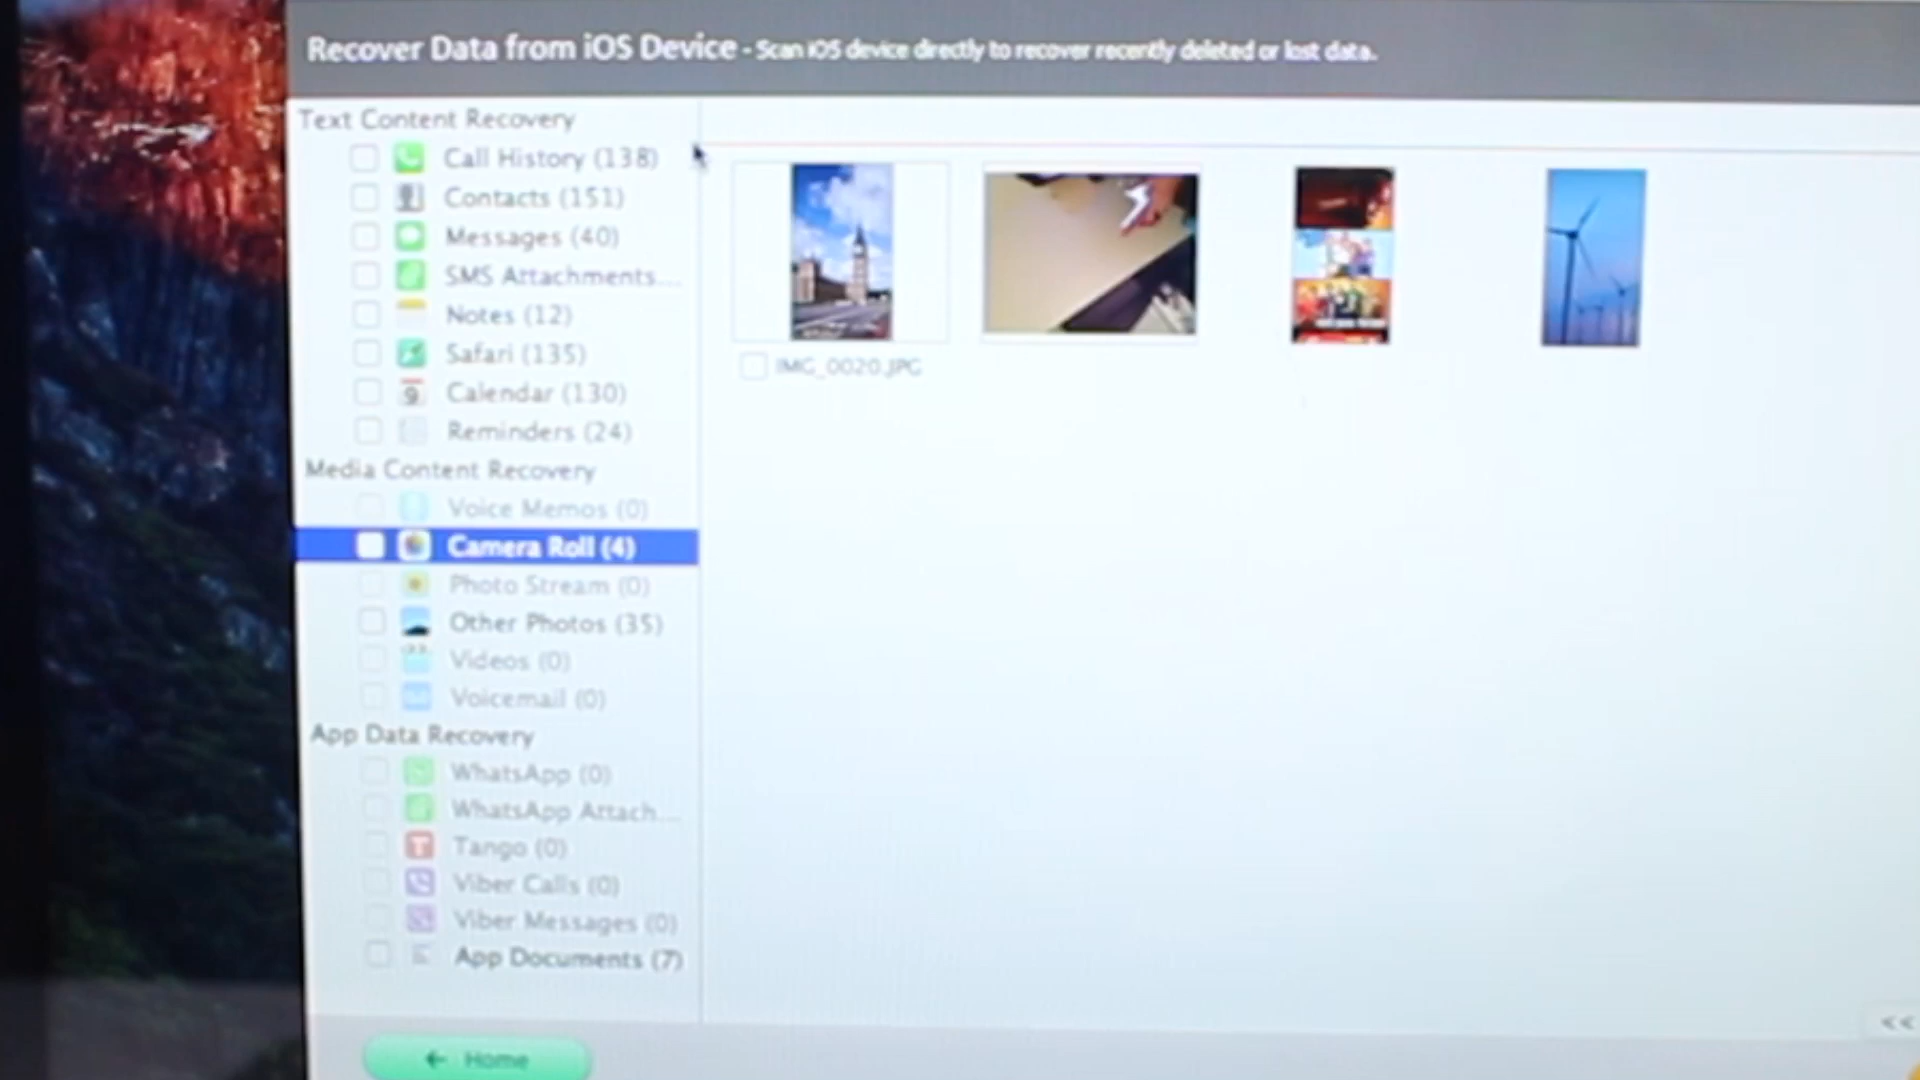 Recover Data from iOS Device - Scan iOS device directly to recover recently deleted or lost data.
Text Content Recovery
Call History (138)
Contacts (151)
Messages (40)
SMS Attachments...
Notes (12)
Safari (135)
9
Calendar (130)
Reminders (24)
Media Content Recovery
Voice Memos (0)
Camera Roll (4)
Photo Stream (0)
Other Photos (35)
Videos (0)
Voicemail (0)
App Data Recovery
WhatsApp (0)
WhatsApp Attach...
T
Tango (0)
Viber Calls (0)
Viber Messages (0)
App Documents (7)
IMG_0020.JPG
<<
← Home